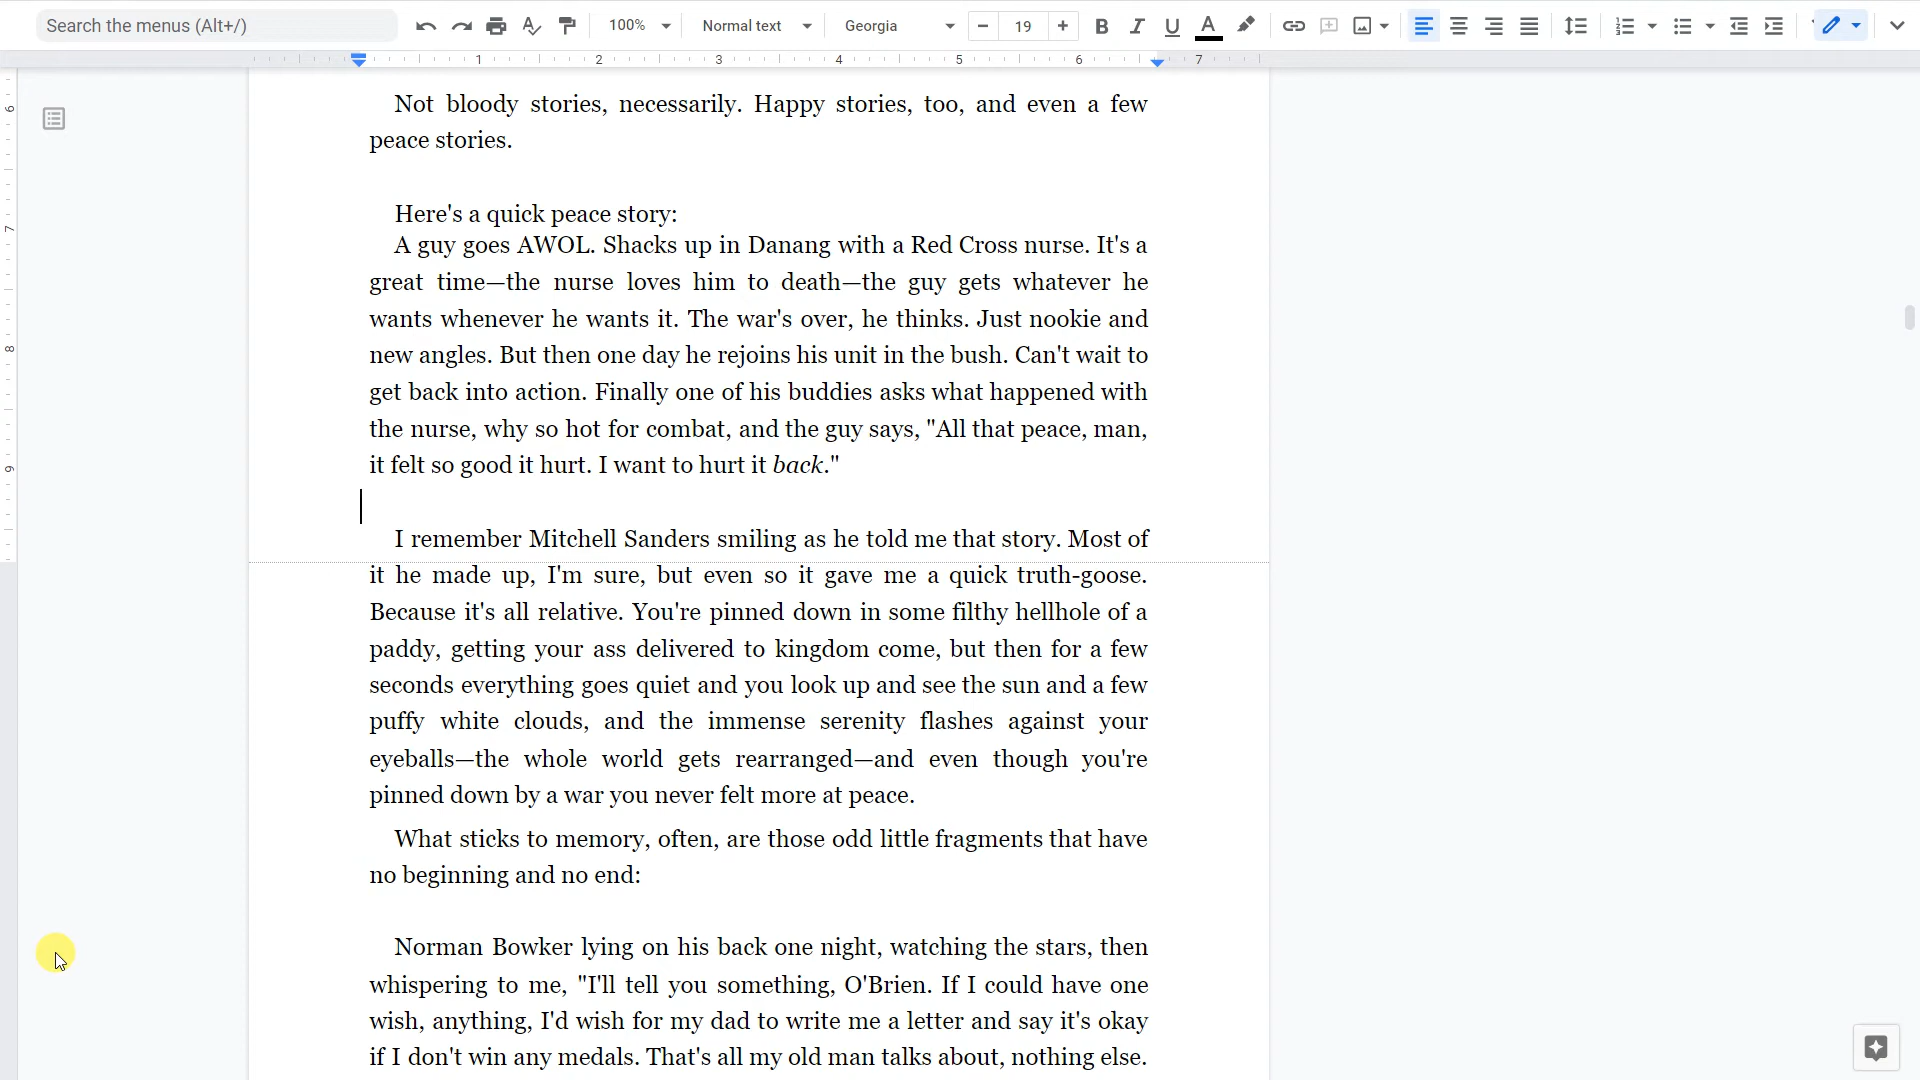 Search the menus (Alt+/)
100%
Normal text
Georgia
19
1 2 3 4 5 6 7
6
7
8
9
Not bloody stories, necessarily. Happy stories, too, and even a few
peace stories.
Here's a quick peace story:
A guy goes AWOL. Shacks up in Danang with a Red Cross nurse. It's a
great time—the nurse loves him to death—the guy gets whatever he
wants whenever he wants it. The war's over, he thinks. Just nookie and
new angles. But then one day he rejoins his unit in the bush. Can't wait to
get back into action. Finally one of his buddies asks what happened with
the nurse, why so hot for combat, and the guy says, "All that peace, man,
it felt so good it hurt. I want to hurt it back."
I remember Mitchell Sanders smiling as he told me that story. Most of
it he made up, I'm sure, but even so it gave me a quick truth-goose.
Because it's all relative. You're pinned down in some filthy hellhole of a
paddy, getting your ass delivered to kingdom come, but then for a few
seconds everything goes quiet and you look up and see the sun and a few
puffy white clouds, and the immense serenity flashes against your
eyeballs—the whole world gets rearranged—and even though you're
pinned down by a war you never felt more at peace.
What sticks to memory, often, are those odd little fragments that have
no beginning and no end:
Norman Bowker lying on his back one night, watching the stars, then
whispering to me, "I'll tell you something, O'Brien. If I could have one
wish, anything, I'd wish for my dad to write me a letter and say it's okay
if I don't win any medals. That's all my old man talks about, nothing else.